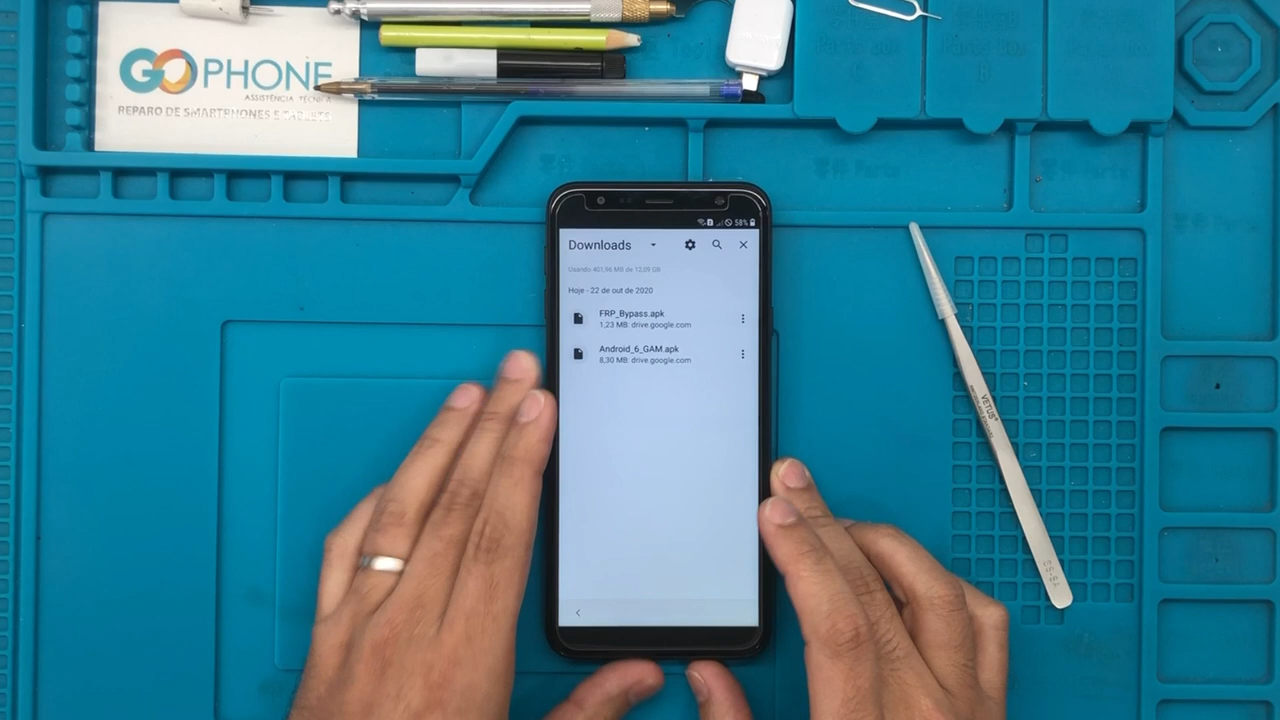 GOPHONE
ASSISTÊNCIA TÉCNICA
REPARO DE SMARTPHONES E TABLETS
58%
Downloads
Usando 401,96 MB de 12,09 GB
Hoje - 22 de out de 2020
FRP_Bypass.apk
1,23 MB: drive.google.com
Android_6_GAM.apk
8,30 MB: drive.google.com
VETUS®
Parts